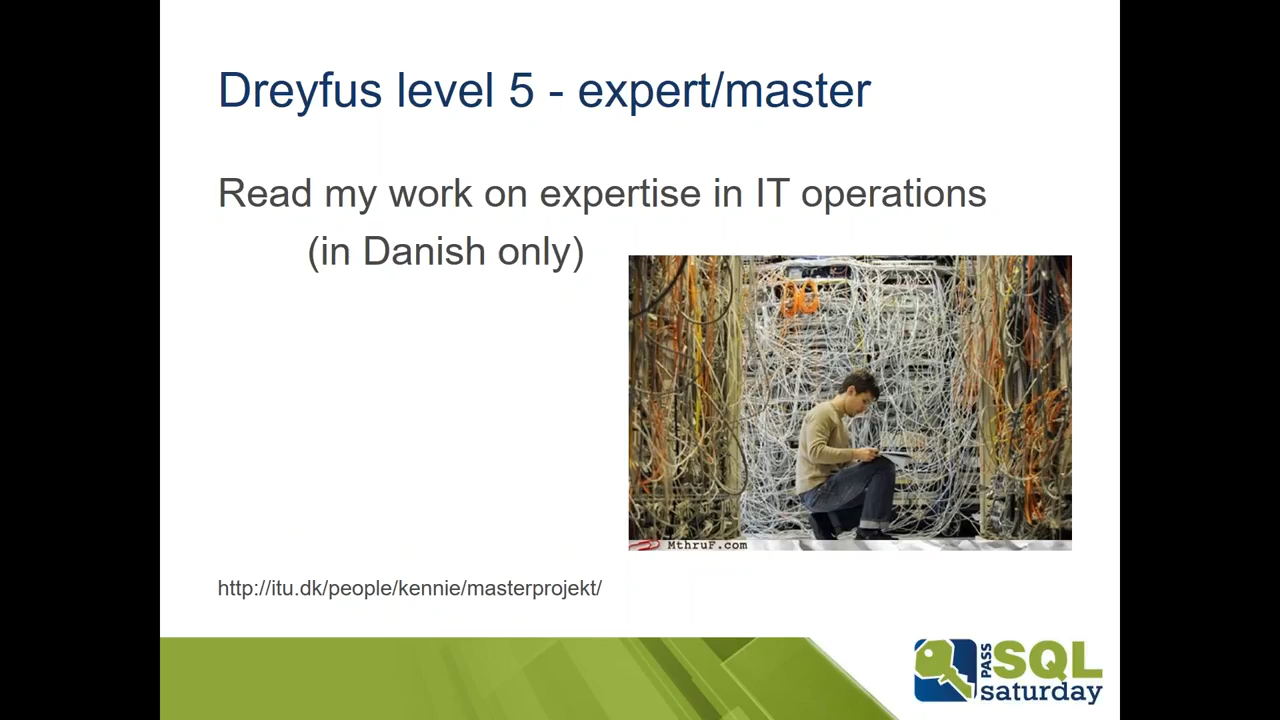 Dreyfus level 5 - expert/master
Read my work on expertise in IT operations
(in Danish only)
MthruF.com
http://itu.dk/people/kennie/masterprojekt/
PASS
SQL
saturday